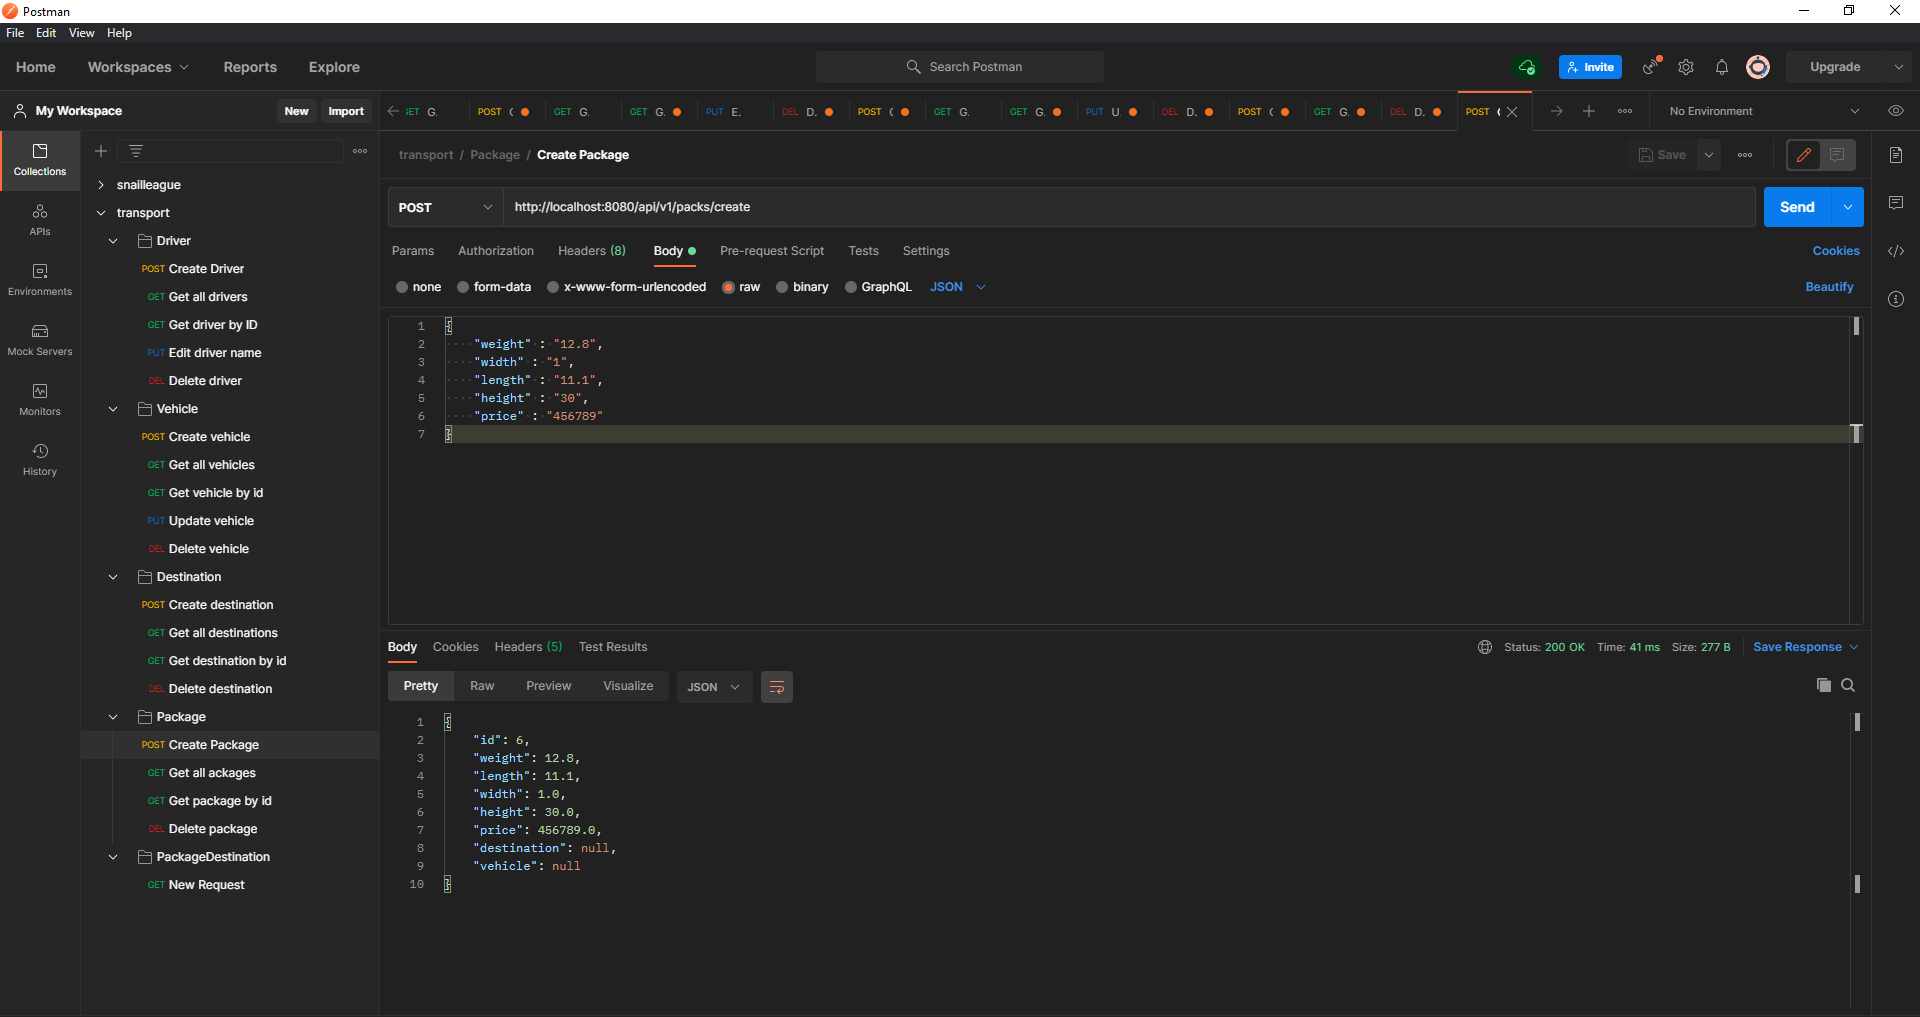 Postman
File Edit View Help
Home Workspaces Reports Explore
Search Postman
Invite
Upgrade
My Workspace
New Import
GET G.
POST
GET G.
GET G.
PUT E.
DEL D.
POST
GET G.
GET G.
PUT U.
DEL D.
POST
GET G.
DEL D.
POST
No Environment
Collections
APIs
Environments
Mock Servers
Monitors
History
snailleague
transport
Driver
POST Create Driver
GET Get all drivers
GET Get driver by ID
PUT Edit driver name
DEL Delete driver
Vehicle
POST Create vehicle
GET Get all vehicles
GET Get vehicle by id
PUT Update vehicle
DEL Delete vehicle
Destination
POST Create destination
GET Get all destinations
GET Get destination by id
DEL Delete destination
Package
POST Create Package
GET Get all ackages
GET Get package by id
DEL Delete package
PackageDestination
GET New Request
transport / Package / Create Package
Save
POST http://localhost:8080/api/v1/packs/create
Send
Params Authorization Headers (8) Body Pre-request Script Tests Settings
Cookies
none form-data x-www-form-urlencoded raw binary GraphQL JSON
Beautify
1 {
2 "weight" : "12.8",
3 "width" : "1",
4 "length" : "11.1",
5 "height" : "30",
6 "price" : "456789"
7 }
Body Cookies Headers (5) Test Results
Status: 200 OK Time: 41 ms Size: 277 B Save Response
Pretty Raw Preview Visualize JSON
1 {
2 "id": 6,
3 "weight": 12.8,
4 "length": 11.1,
5 "width": 1.0,
6 "height": 30.0,
7 "price": 456789.0,
8 "destination": null,
9 "vehicle": null
10 }